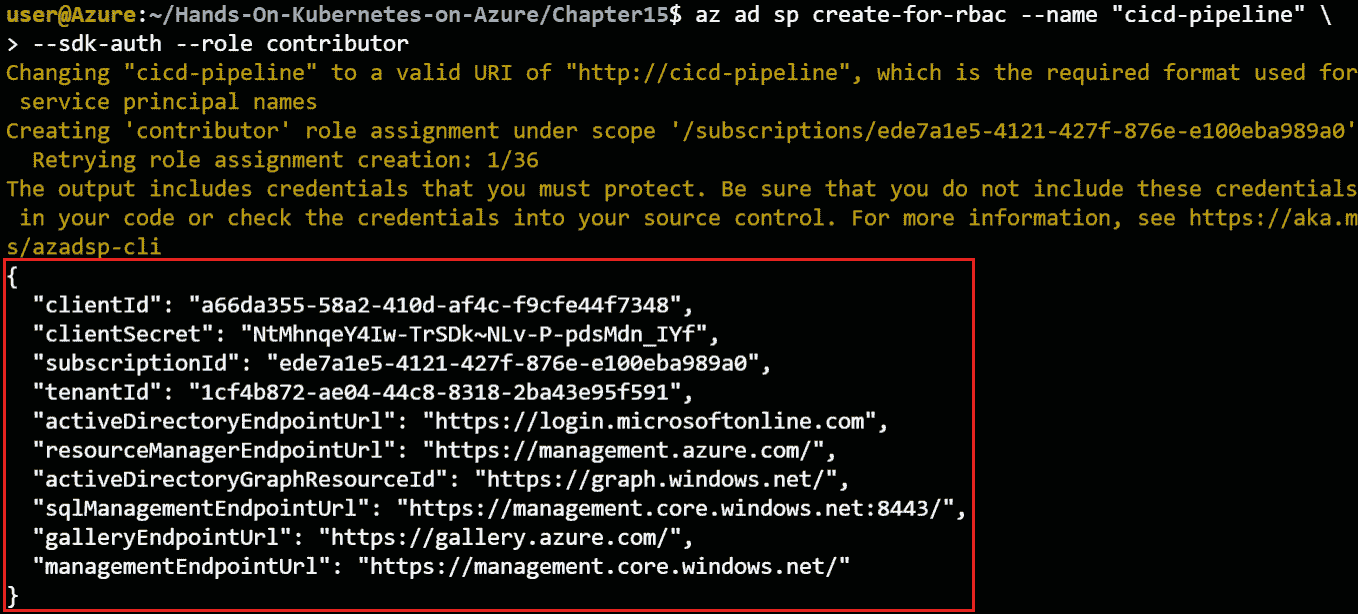 user@Azure:~/Hands-On-Kubernetes-on-Azure/Chapter15$ az ad sp create-for-rbac --name "cicd-pipeline" \
> --sdk-auth --role contributor
Changing "cicd-pipeline" to a valid URI of "http://cicd-pipeline", which is the required format used for
 service principal names
Creating 'contributor' role assignment under scope '/subscriptions/ede7a1e5-4121-427f-876e-e100eba989a0'
  Retrying role assignment creation: 1/36
The output includes credentials that you must protect. Be sure that you do not include these credentials
 in your code or check the credentials into your source control. For more information, see https://aka.m
s/azadsp-cli
{
  "clientId": "a66da355-58a2-410d-af4c-f9cfe44f7348",
  "clientSecret": "NtMhnqeY4Iw-TrSDk~NLv-P-pdsMdn_IYf",
  "subscriptionId": "ede7a1e5-4121-427f-876e-e100eba989a0",
  "tenantId": "1cf4b872-ae04-44c8-8318-2ba43e95f591",
  "activeDirectoryEndpointUrl": "https://login.microsoftonline.com",
  "resourceManagerEndpointUrl": "https://management.azure.com/",
  "activeDirectoryGraphResourceId": "https://graph.windows.net/",
  "sqlManagementEndpointUrl": "https://management.core.windows.net:8443/",
  "galleryEndpointUrl": "https://gallery.azure.com/",
  "managementEndpointUrl": "https://management.core.windows.net/"
}